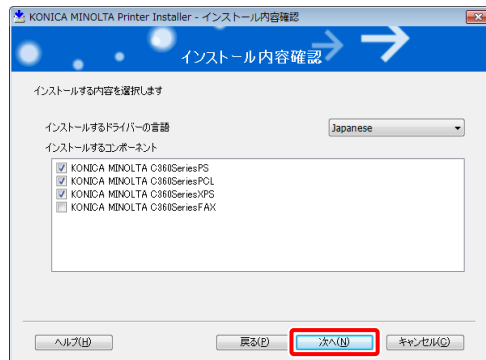 KONICA MINOLTA Printer Installer - インストール内容確認
インストール内容確認
インストールする内容を選択します
インストールするドライバーの言語
Japanese
インストールするコンポーネント
KONICA MINOLTA C360SeriesPS
KONICA MINOLTA C360SeriesPCL
KONICA MINOLTA C360SeriesXPS
KONICA MINOLTA C360SeriesFAX
ヘルプ(H) 戻る(P) 次へ(N) キャンセル(C)